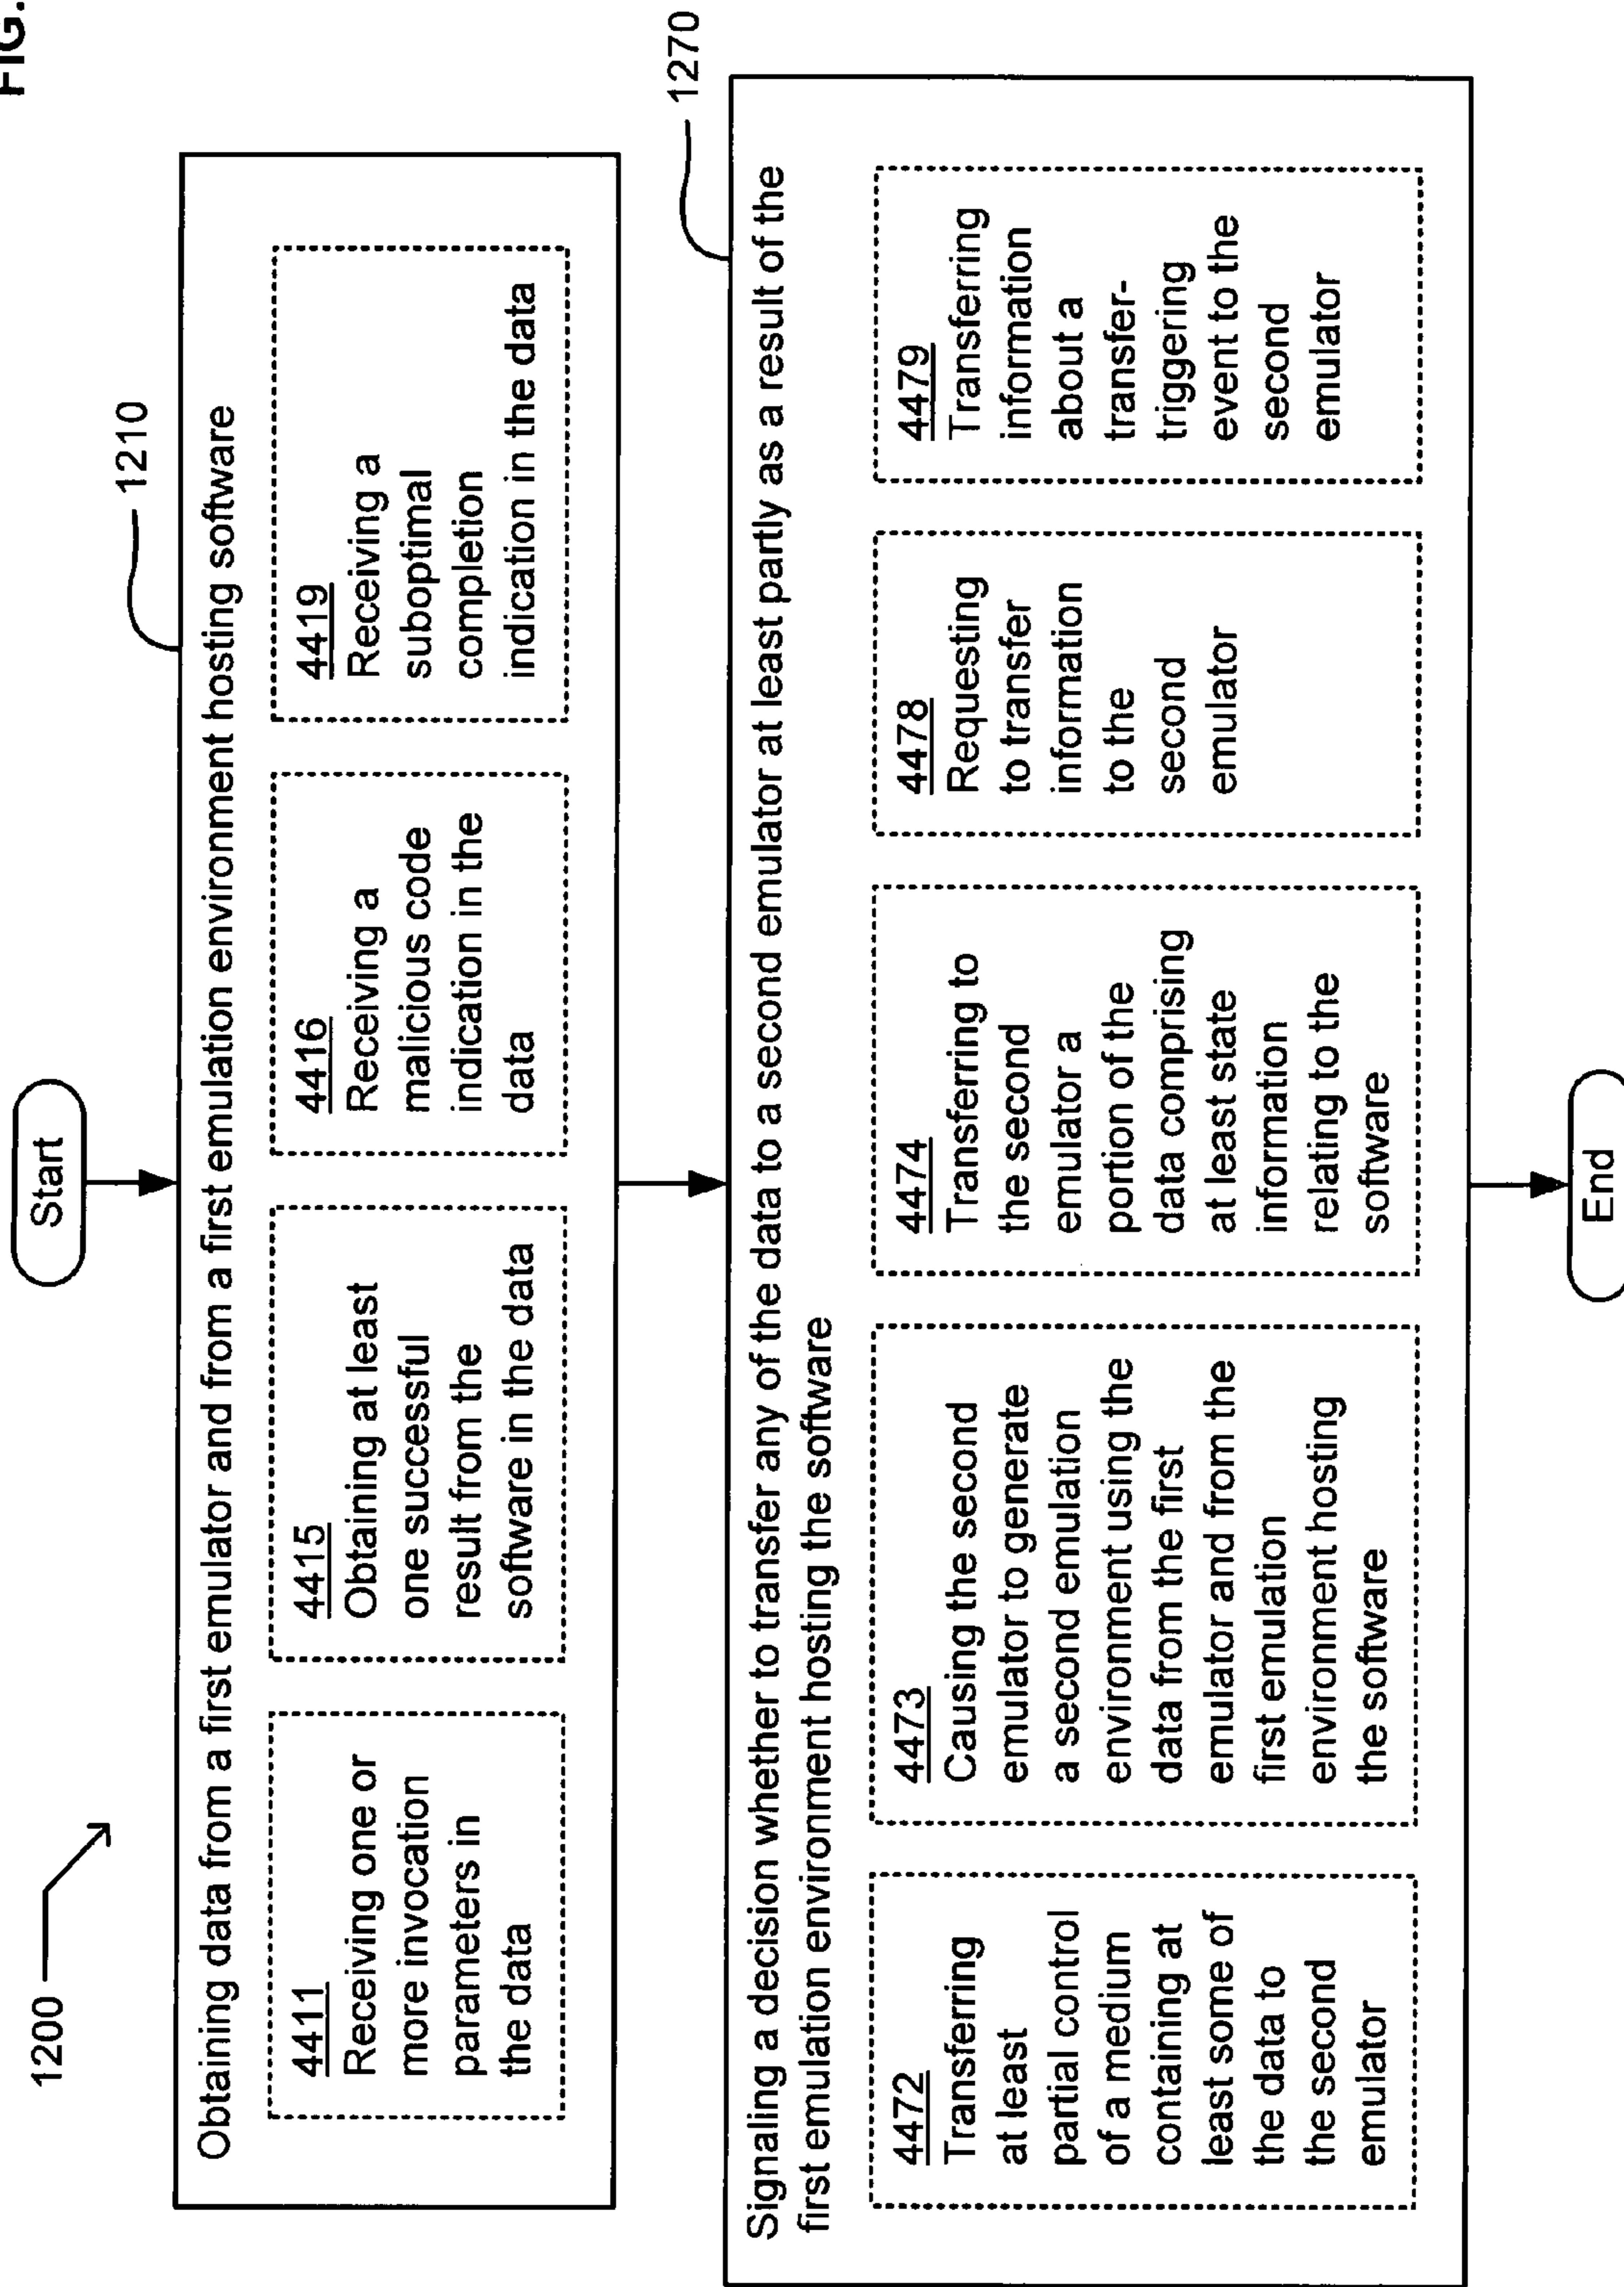 FIG.
1200
Start
1210
Obtaining data from a first emulator and from a first emulation environment hosting software
4411
Receiving one or
more invocation
parameters in
the data
4415
Obtaining at least
one successful
result from the
software in the data
4416
Receiving a
malicious code
indication in the
data
4419
Receiving a
suboptimal
completion
indication in the data
1270
Signaling a decision whether to transfer any of the data to a second emulator at least partly as a result of the
first emulation environment hosting the software
4472
Transferring
at least
partial control
of a medium
containing at
least some of
the data to
the second
emulator
4473
Causing the second
emulator to generate
a second emulation
environment using the
data from the first
emulator and from the
first emulation
environment hosting
the software
4474
Transferring to
the second
emulator a
portion of the
data comprising
at least state
information
relating to the
software
4478
Requesting
to transfer
information
to the
second
emulator
4479
Transferring
information
about a
transfer-
triggering
event to the
second
emulator
End